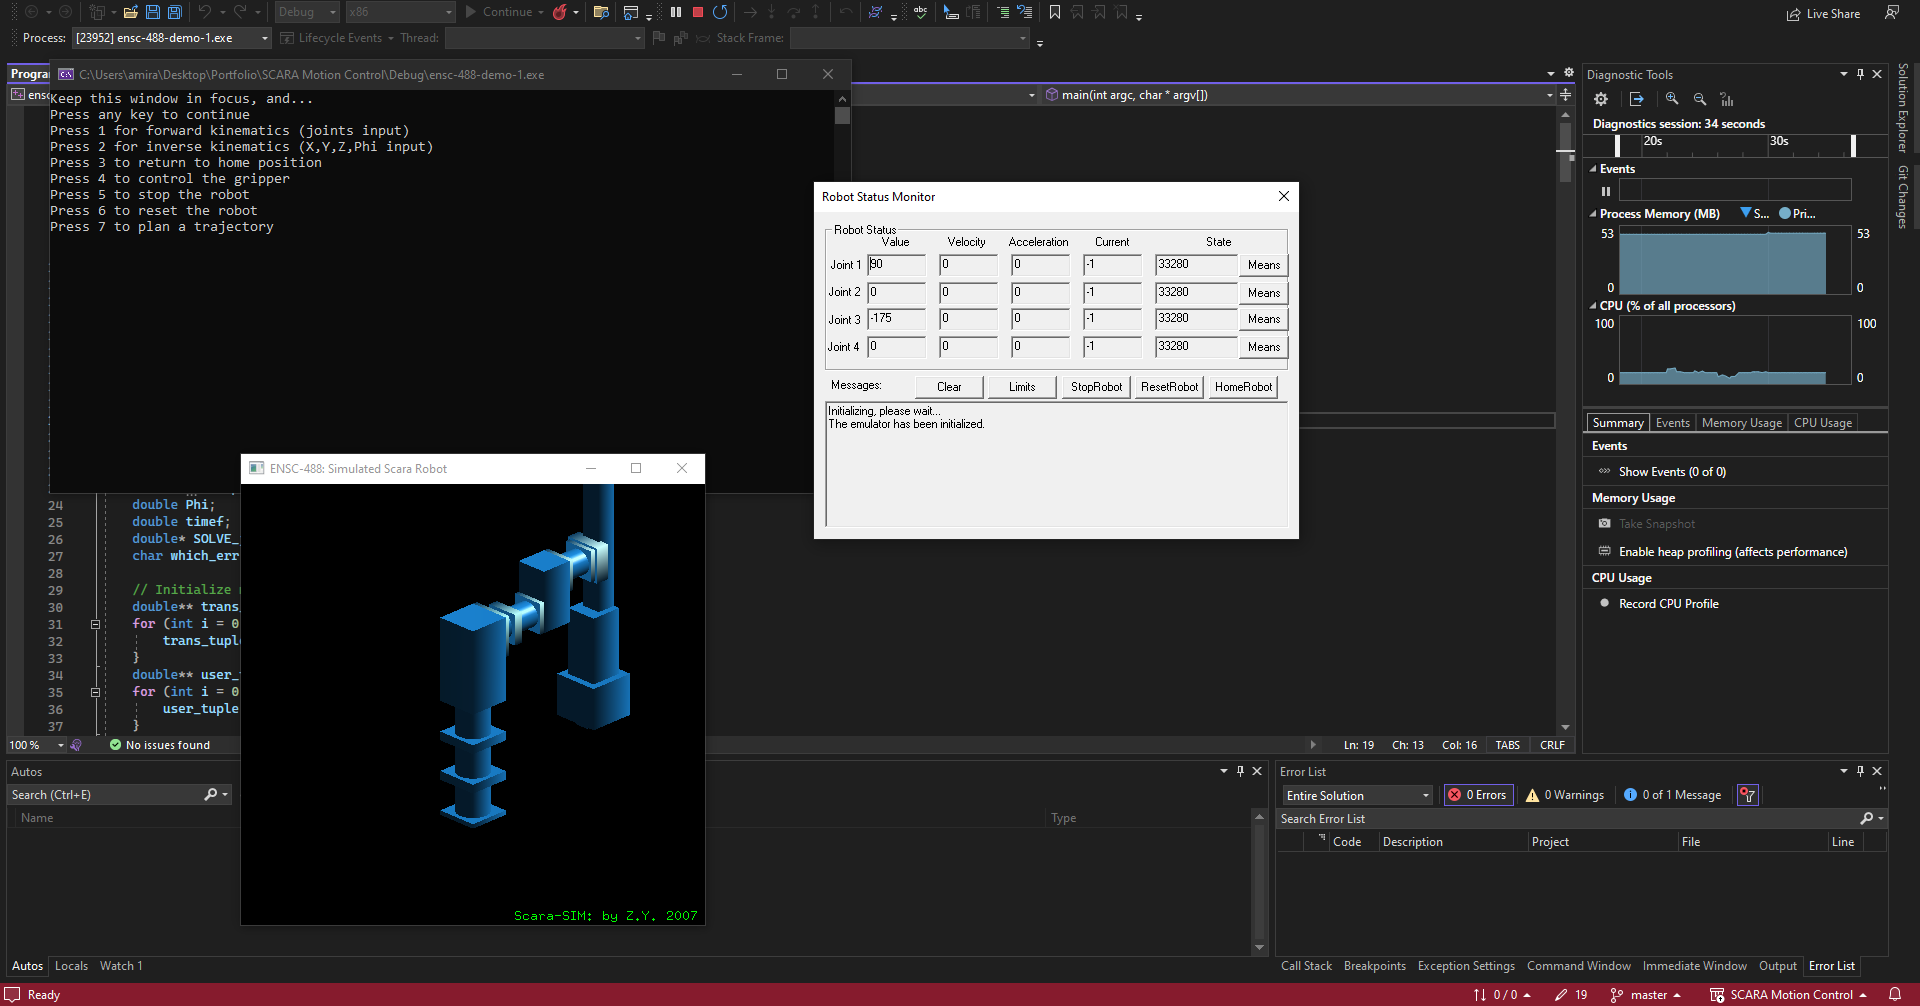 Debug
x86
Continue
Live Share
Process:
[23952] ensc-488-demo-1.exe
Lifecycle Events
Thread:
Stack Frame:
Progra
C:\Users\amira\Desktop\Portfolio\SCARA Motion Control\Debug\ensc-488-demo-1.exe
ensc
main(int argc, char * argv[])
Keep this window in focus, and...
Press any key to continue
Press 1 for forward kinematics (joints input)
Press 2 for inverse kinematics (X,Y,Z,Phi input)
Press 3 to return to home position
Press 4 to control the gripper
Press 5 to stop the robot
Press 6 to reset the robot
Press 7 to plan a trajectory
Robot Status Monitor
Robot Status
Value Velocity Acceleration Current State
Joint 1 90 0 0 -1 33280 Means
Joint 2 0 0 0 -1 33280 Means
Joint 3 -175 0 0 -1 33280 Means
Joint 4 0 0 0 -1 33280 Means
Messages: Clear Limits StopRobot ResetRobot HomeRobot
Initializing, please wait...
The emulator has been initialized.
ENSC-488: Simulated Scara Robot
Scara-SIM: by Z.Y. 2007
24 double Phi;
25 double timef;
26 double* SOLVE_
27 char which_err
28
29 // Initialize
30 double** trans_
31 for (int i = 0
32 trans_tuple
33 }
34 double** user_
35 for (int i = 0
36 user_tuple
37 }
100 %
No issues found
Ln: 19 Ch: 13 Col: 16 TABS CRLF
Diagnostic Tools
Diagnostics session: 34 seconds
20s 30s
Events
Process Memory (MB) S... Pri...
53 53
0 0
CPU (% of all processors)
100 100
0 0
Summary Events Memory Usage CPU Usage
Events
Show Events (0 of 0)
Memory Usage
Take Snapshot
Enable heap profiling (affects performance)
CPU Usage
Record CPU Profile
Solution Explorer
Git Changes
Autos
Search (Ctrl+E)
Name
Type
Autos Locals Watch 1
Error List
Entire Solution
0 Errors
0 Warnings
0 of 1 Message
Search Error List
Code Description Project File Line
Call Stack Breakpoints Exception Settings Command Window Immediate Window Output Error List
Ready
0 / 0
19
master
SCARA Motion Control